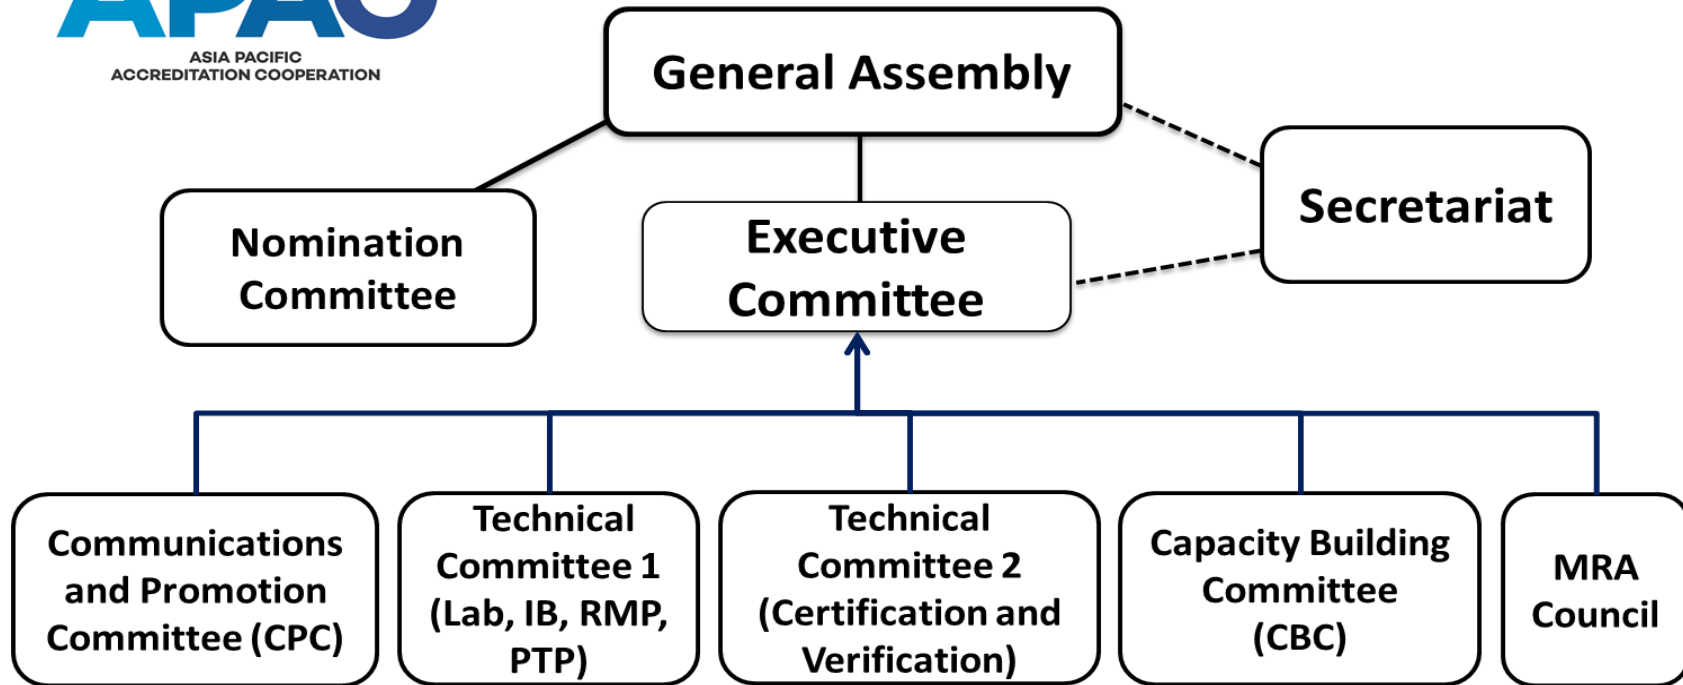 APAC
ASIA PACIFIC
ACCREDITATION COOPERATION
General Assembly
Secretariat
Nomination
Committee
Executive
Committee
Communications
and Promotion
Committee (CPC)
Technical
Committee 1
(Lab, IB, RMP,
PTP)
Technical
Committee 2
(Certification and
Verification)
Capacity Building
Committee
(CBC)
MRA
Council